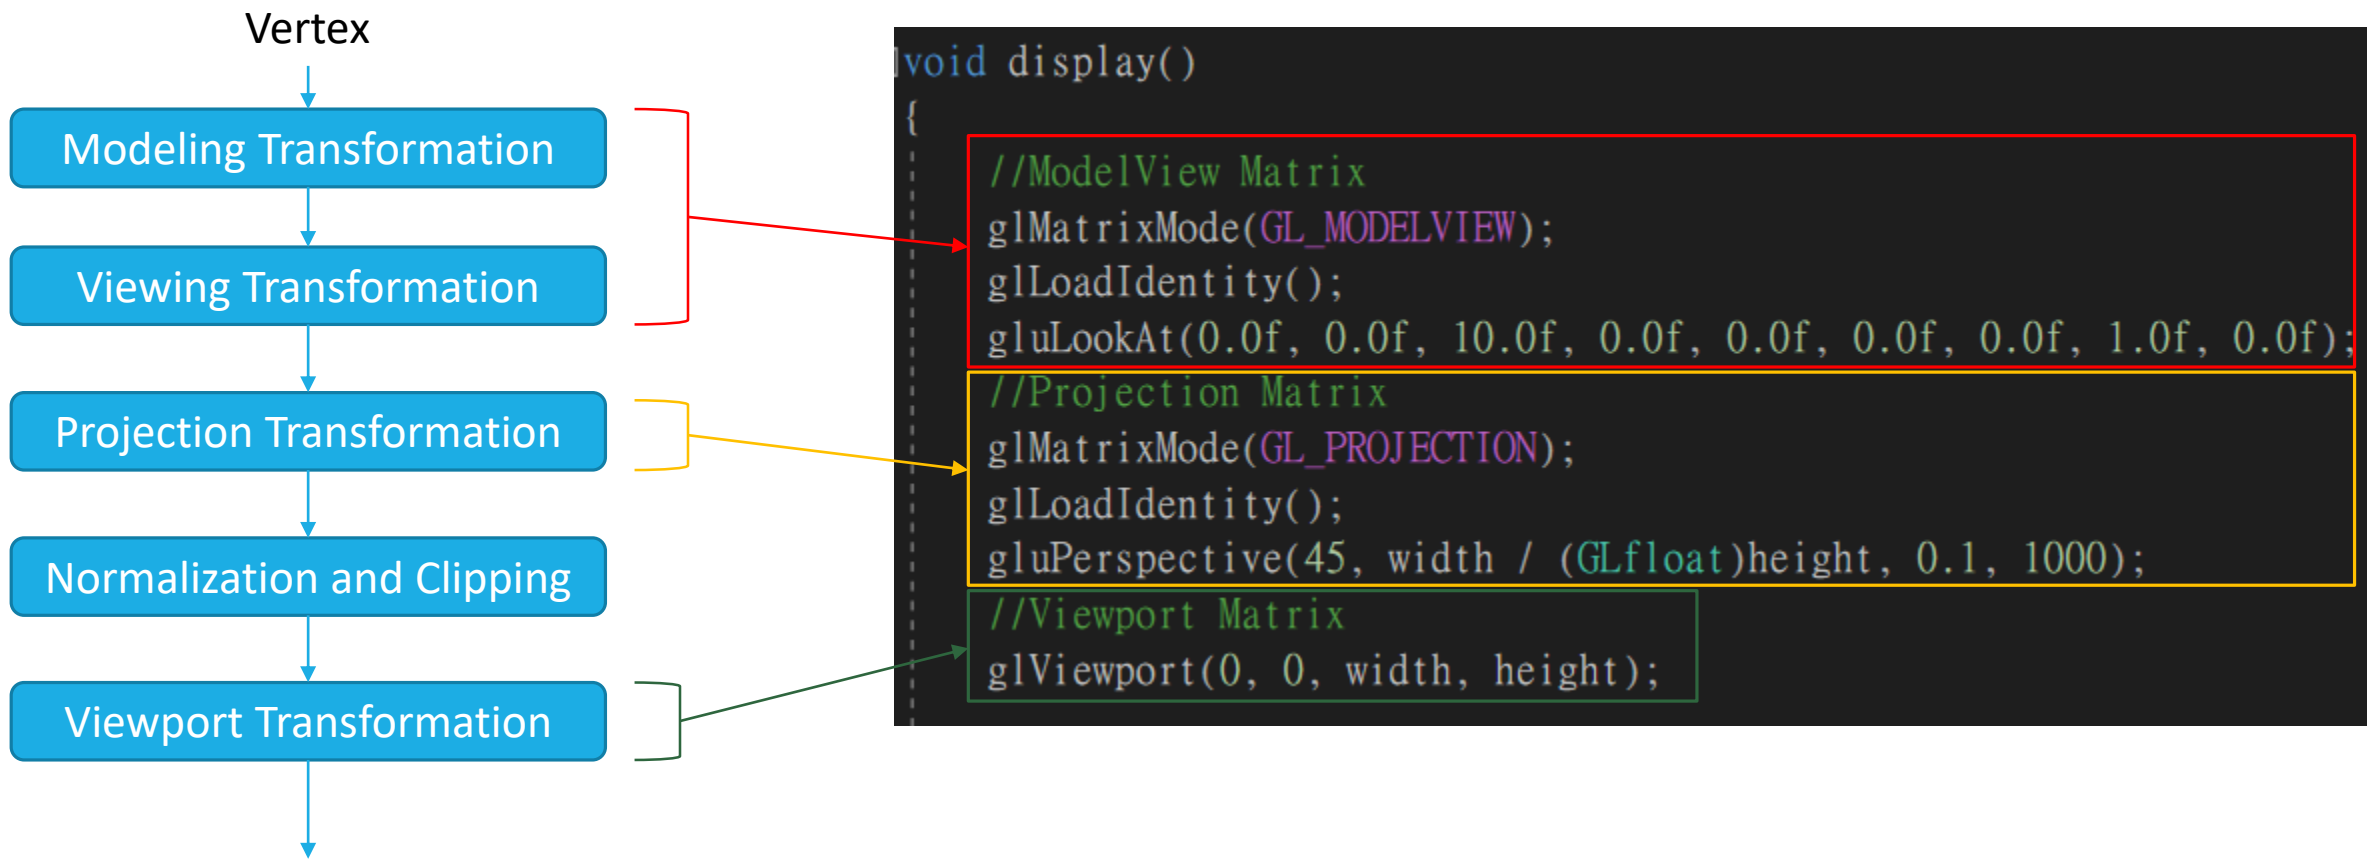 Vertex
Modeling Transformation
Viewing Transformation
Projection Transformation
Normalization and Clipping
Viewport Transformation
void display()
{
//ModelView Matrix
glMatrixMode(GL_MODELVIEW);
glLoadIdentity();
gluLookAt(0.0f, 0.0f, 10.0f, 0.0f, 0.0f, 0.0f, 0.0f, 1.0f, 0.0f);
//Projection Matrix
glMatrixMode(GL_PROJECTION);
glLoadIdentity();
gluPerspective(45, width / (GLfloat)height, 0.1, 1000);
//Viewport Matrix
glViewport(0, 0, width, height);